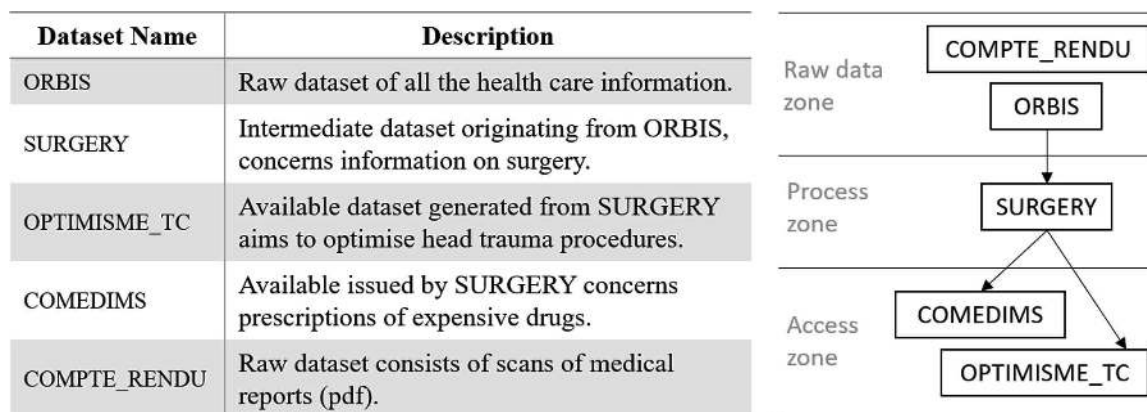 Dataset Name Description
ORBIS Raw dataset of all the health care information.
SURGERY Intermediate dataset originating from ORBIS,
concerns information on surgery.
OPTIMISME_TC Available dataset generated from SURGERY
aims to optimise head trauma procedures.
COMEDIMS Available issued by SURGERY concerns
prescriptions of expensive drugs.
COMPTE_RENDU Raw dataset consists of scans of medical
reports (pdf).
Raw data
zone
COMPTE_RENDU
ORBIS
Process
zone
SURGERY
Access
zone
COMEDIMS
OPTIMISME_TC